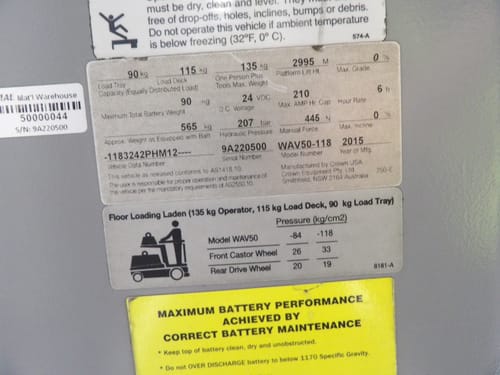 must be dry, clean and level. They must
free of drop-offs, holes, inclines, bumps or debris.
Do not operate this vehicle if ambient temperature
is below freezing (32°F, 0° C).
574-A
90 kg 115 kg 135 kg 2995 M 0 %
Load Tray Load Deck One Person Plus Platform Lift Ht. Max. Grade
Capacity (Equally Distributed Load) Tools Max. Weight
90 kg 24 VDC 210 6 h
Maximum Total Battery Weight D.C. Voltage Max. AMP Hr. Cap Hour Rate
565 kg 207 bar 445 N 0 %
Approx. Weight as Equipped with Batt Hydraulic Pressure Manual Force Max. Incline
-1183242PHM12---- 9A220500 WAV50-118 2015
Vehicle Data Number Serial Number Model Number Year of Mfg.
This vehicle as released conforms to AS1418.10.
The user is responsible for proper operation and maintenance of
the vehicle per the mandatory requirements of AS2550.10.
Manufactured by Crown USA
Crown Equipment Pty. Ltd
Smithfield, NSW 2164 Australia
750-E
Mat'l Warehouse
50000044
S/N: 9A220500
Floor Loading Laden (135 kg Operator, 115 kg Load Deck, 90 kg Load Tray)
Pressure (kg/cm2)
Model WAV50 -84 -118
Front Castor Wheel 26 33
Rear Drive Wheel 20 19
8181-A
MAXIMUM BATTERY PERFORMANCE
ACHIEVED BY
CORRECT BATTERY MAINTENANCE
• Keep top of battery clean, dry and unobstructed.
• Do not OVER DISCHARGE battery to below 1170 Specific Gravity.